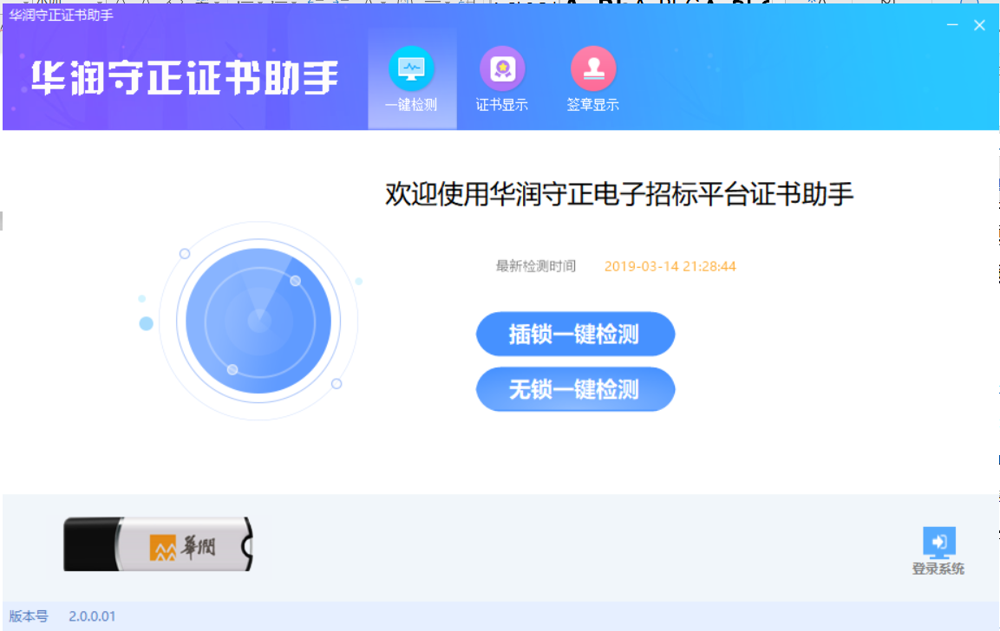 华润守正证书助手
华润守正证书助手
一键检测
证书显示
签章显示
欢迎使用华润守正电子招标平台证书助手
最新检测时间 2019-03-14 21:28:44
插锁一键检测
无锁一键检测
華潤
登录系统
版本号 2.0.0.01